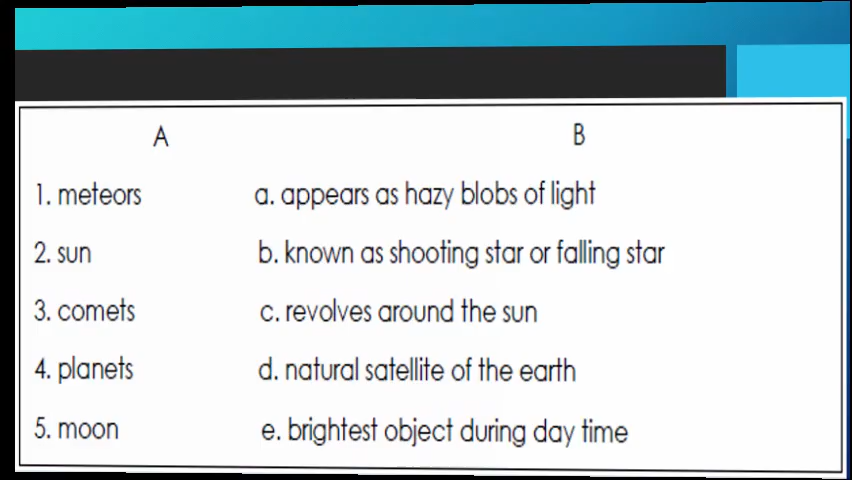 A B
1. meteors a. appears as hazy blobs of light
2. sun b. known as shooting star or falling star
3. comets c. revolves around the sun
4. planets d. natural satellite of the earth
5. moon e. brightest object during day time